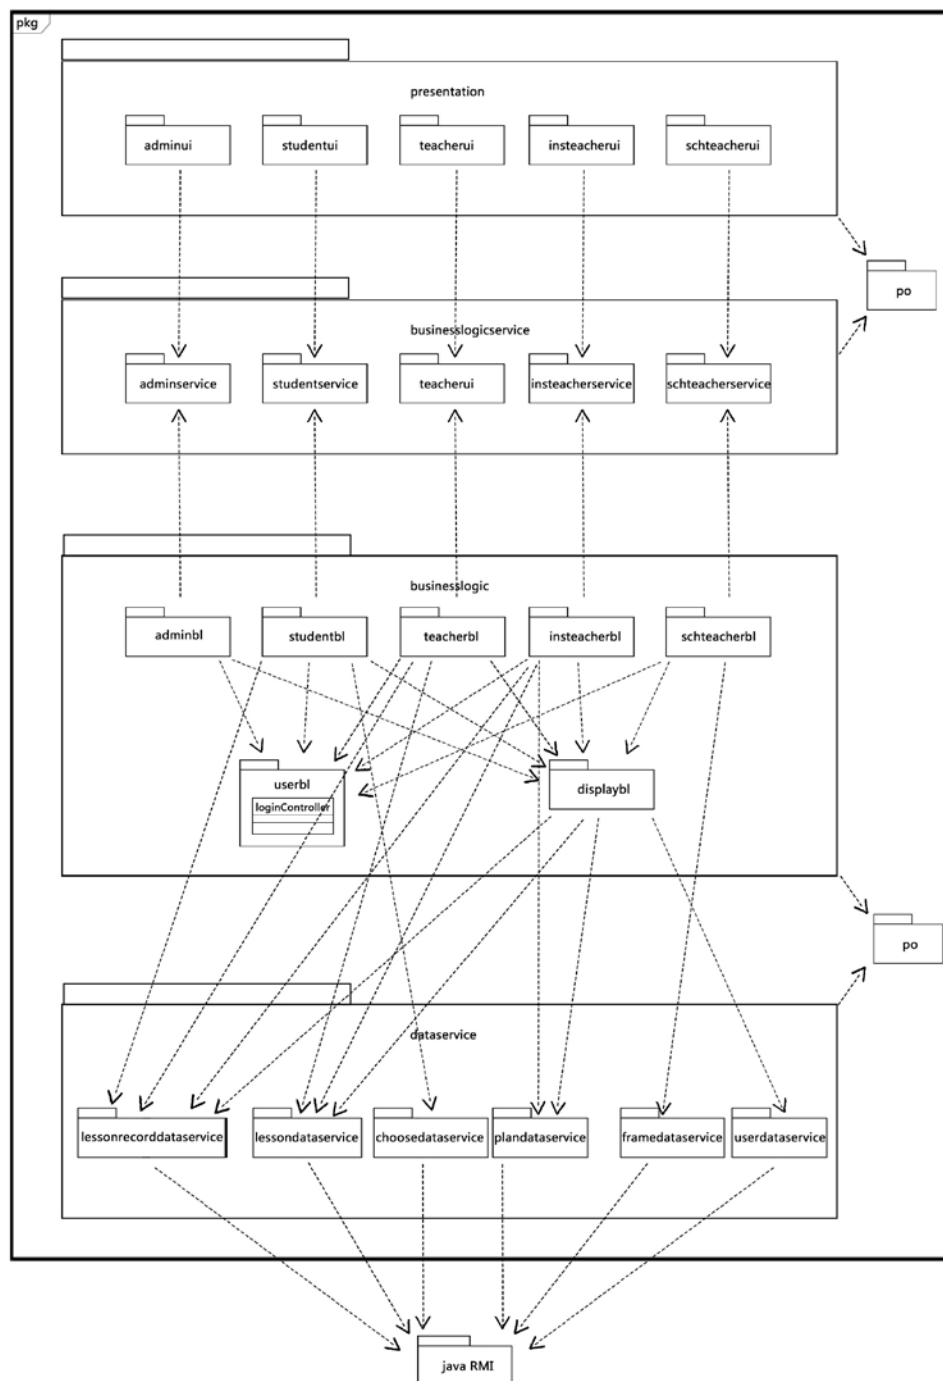 pkg
presentation
adminui
studentui
teacherui
insteacherui
schteacherui
po
businesslogicservice
adminservice
studentservice
teacherui
insteacherservice
schteacherservice
businesslogic
adminbl
studentbl
teacherbl
insteacherbl
schteacherbl
userbl
loginController
displaybl
po
dataservice
lessonrecorddataservice
lessondataservice
choosedataservice
plandataservice
framedataservice
userdataservice
java RMI